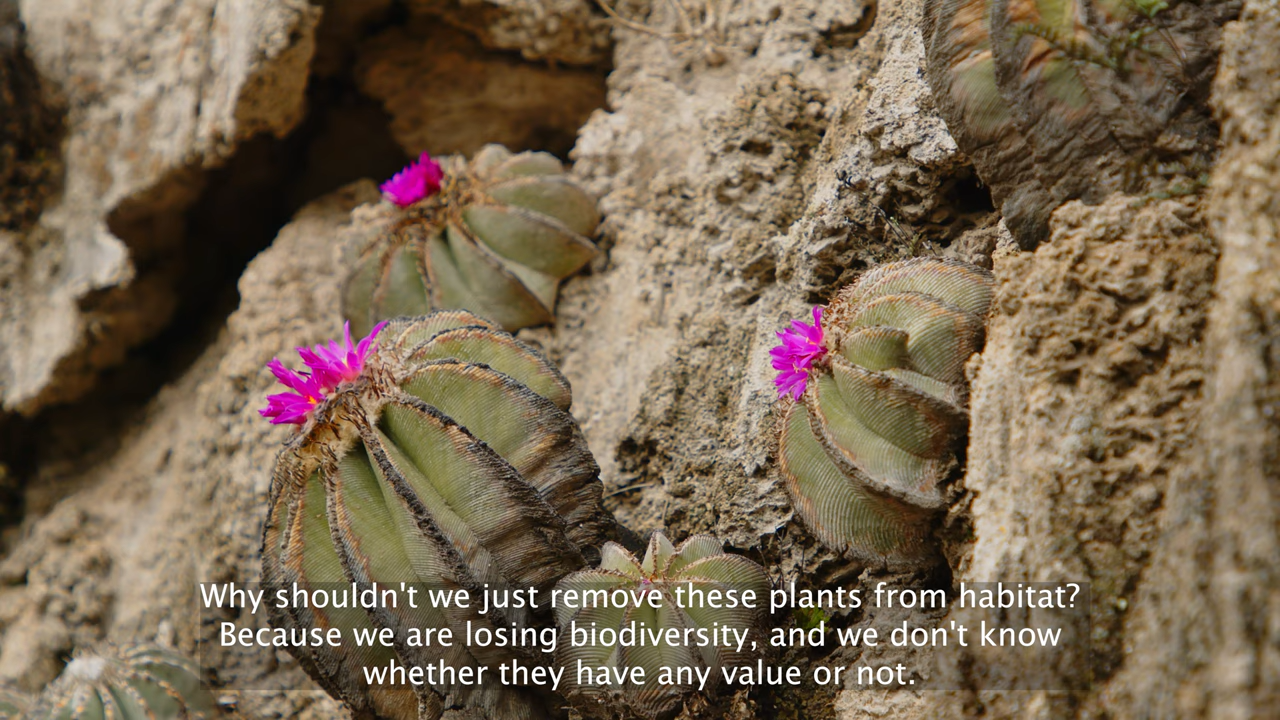 Why shouldn't we just remove these plants from habitat?
Because we are losing biodiversity, and we don't know
whether they have any value or not.